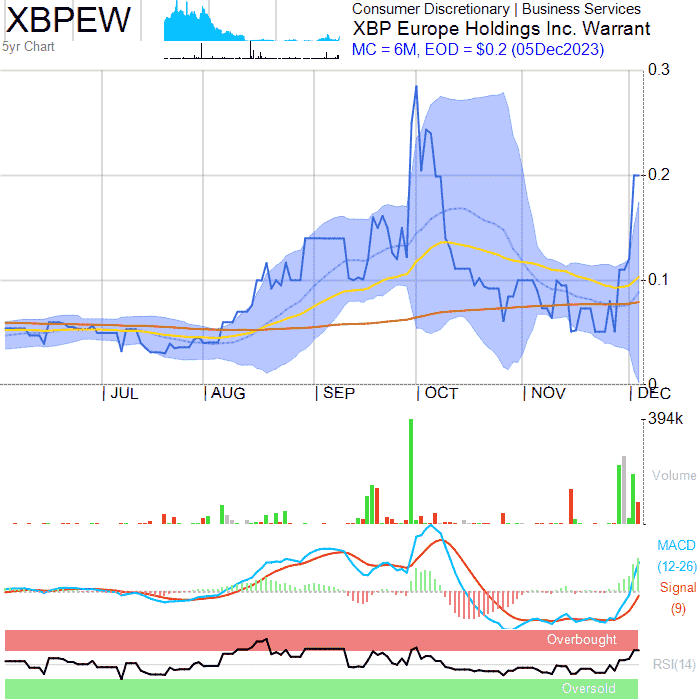 XBPEW
5yr Chart
Consumer Discretionary | Business Services
XBP Europe Holdings Inc. Warrant
MC = 6M, EOD = $0.2 (05Dec2023)
0.3
0.2
0.1
0
JUL AUG SEP OCT NOV DEC
394k
Volume
MACD
(12-26)
Signal
(9)
Overbought
RSI(14)
Oversold